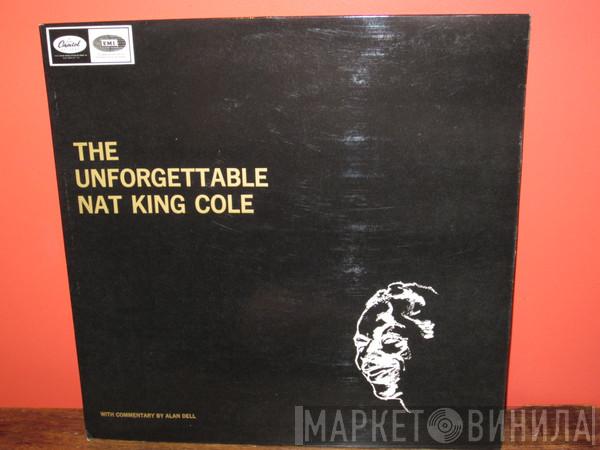 Capitol
EMI
THE
UNFORGETTABLE
NAT KING COLE
WITH COMMENTARY BY ALAN DELL
МАРКЕТ ВИНИЛА